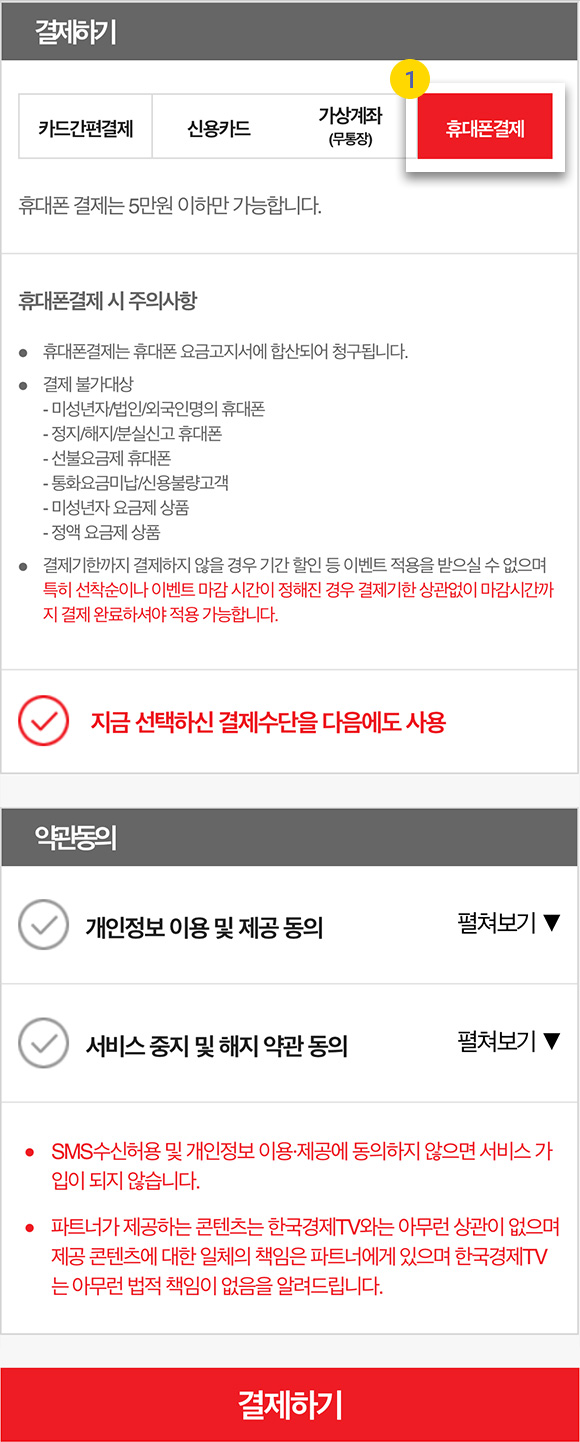 결제하기
1
카드간편결제
신용카드
가상계좌
(무통장)
휴대폰결제
휴대폰 결제는 5만원 이하만 가능합니다.
휴대폰결제 시 주의사항
● 휴대폰결제는 휴대폰 요금고지서에 합산되어 청구됩니다.
● 결제 불가대상
- 미성년자/법인/외국인명의 휴대폰
- 정지/해지/분실신고 휴대폰
- 선불요금제 휴대폰
- 통화요금미납/신용불량고객
- 미성년자 요금제 상품
- 정액 요금제 상품
● 결제기한까지 결제하지 않을 경우 기간 할인 등 이벤트 적용을 받으실 수 없으며
특히 선착순이나 이벤트 마감 시간이 정해진 경우 결제기한 상관없이 마감시간까
지 결제 완료하셔야 적용 가능합니다.
지금 선택하신 결제수단을 다음에도 사용
약관동의
개인정보 이용 및 제공 동의
펼쳐보기 ▼
서비스 중지 및 해지 약관 동의
펼쳐보기 ▼
● SMS수신허용 및 개인정보 이용·제공에 동의하지 않으면 서비스 가
입이 되지 않습니다.
● 파트너가 제공하는 콘텐츠는 한국경제TV와는 아무런 상관이 없으며
제공 콘텐츠에 대한 일체의 책임은 파트너에게 있으며 한국경제TV
는 아무런 법적 책임이 없음을 알려드립니다.
결제하기